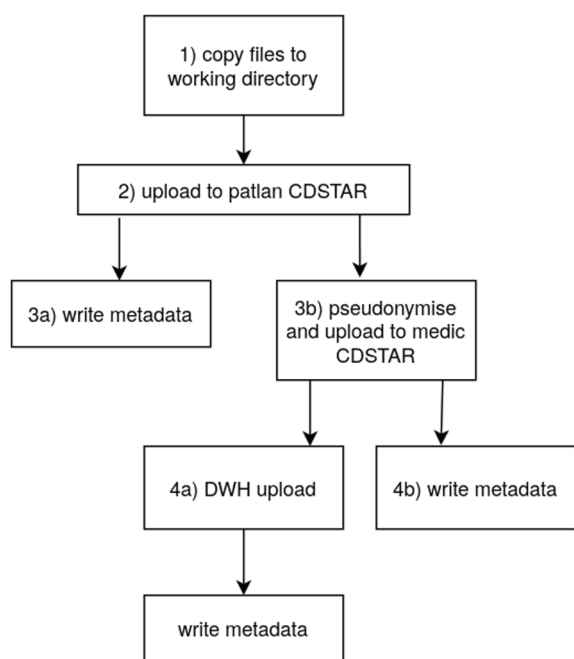 1) copy files to
working directory
2) upload to patlan CDSTAR
3a) write metadata
3b) pseudonymise
and upload to medic
CDSTAR
4a) DWH upload
4b) write metadata
write metadata